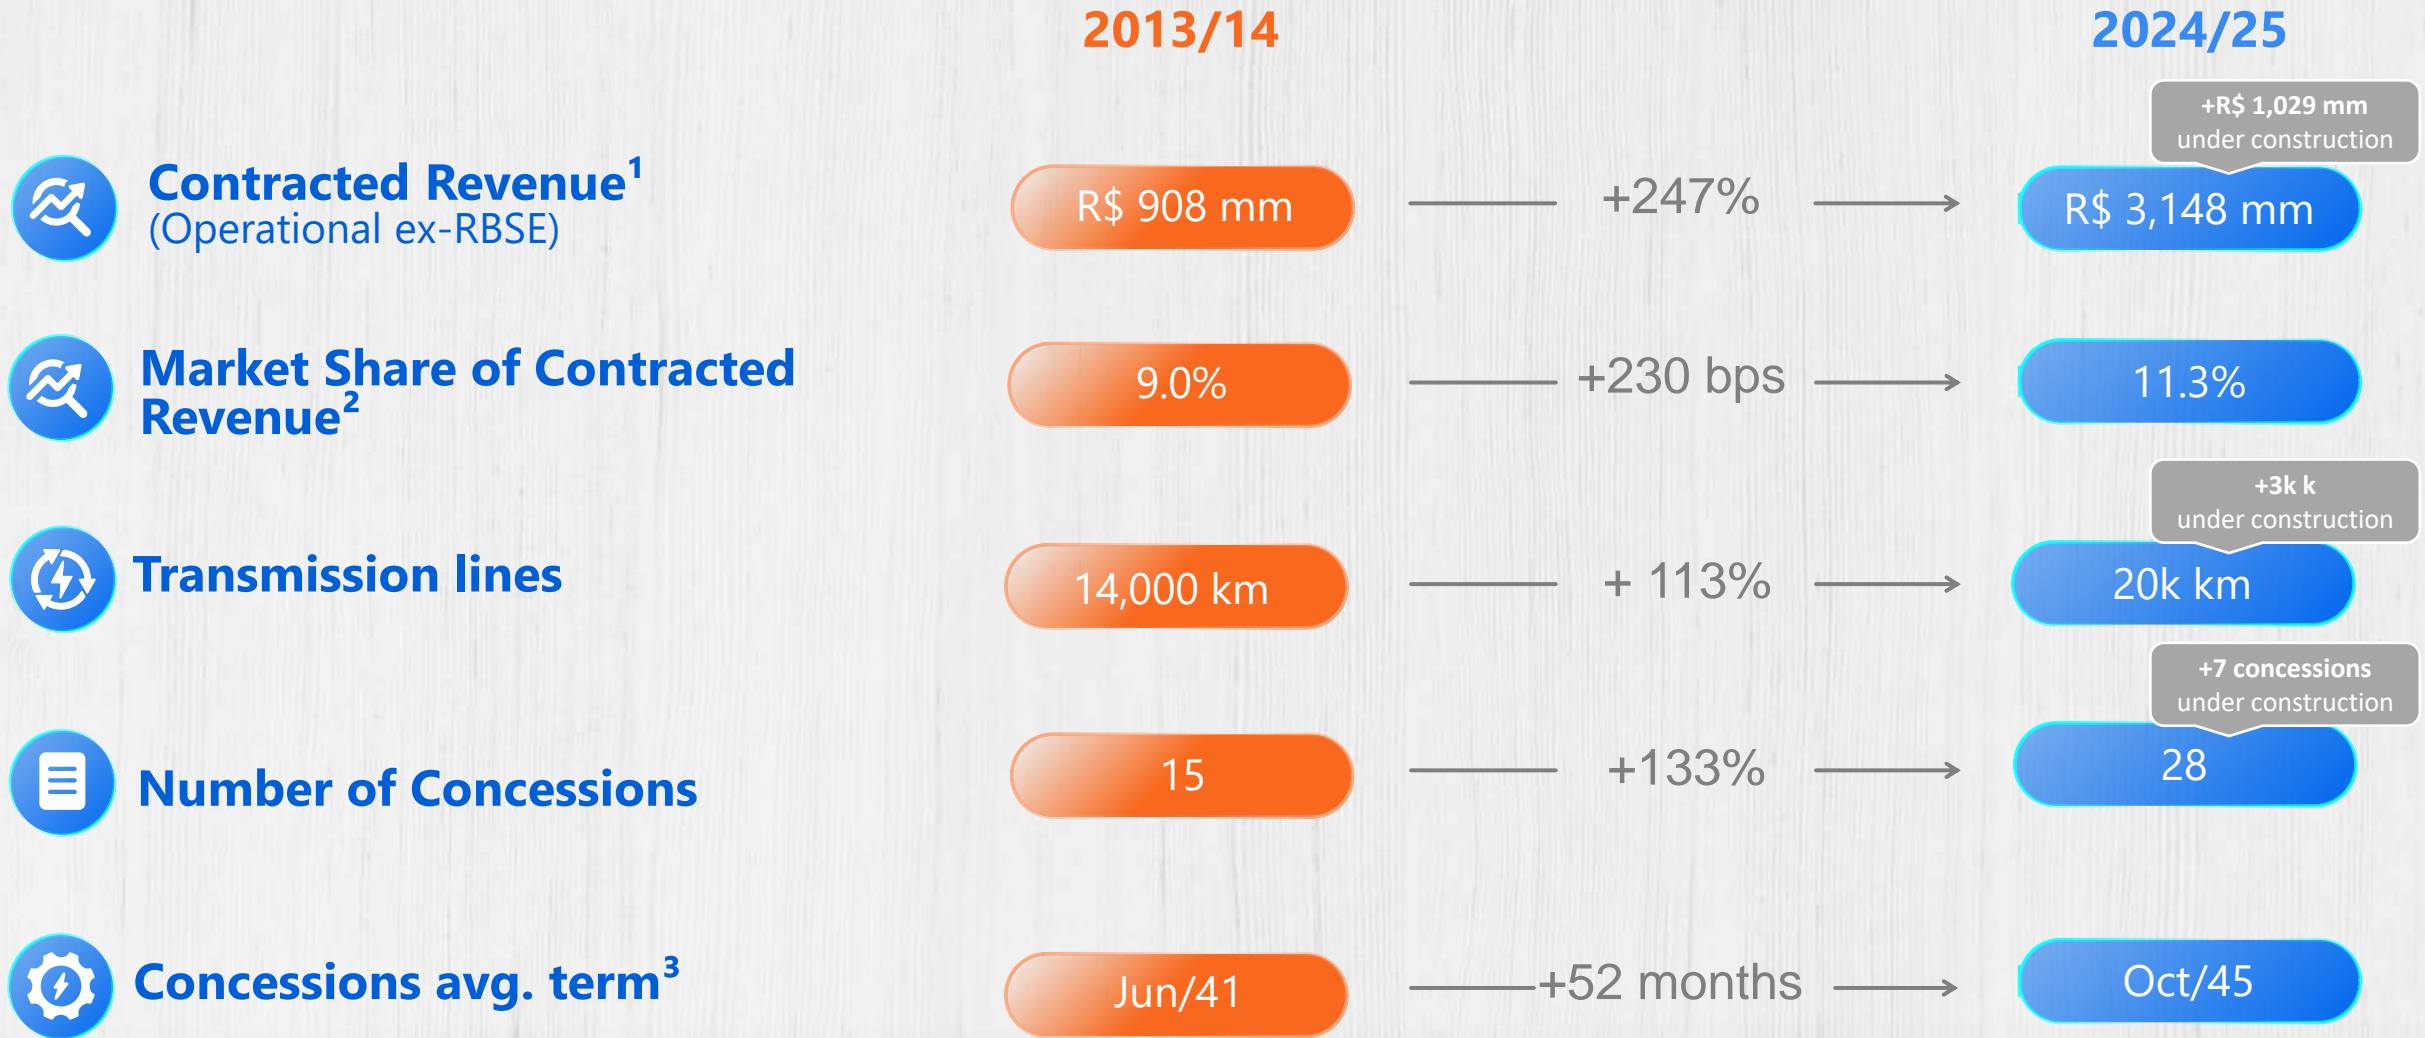 2013/14
2024/25
+R$ 1,029 mm
under construction
Contracted Revenue¹
(Operational ex-RBSE)
R$ 908 mm
+247%
R$ 3,148 mm
Market Share of Contracted
Revenue²
9.0%
+230 bps
11.3%
+3k k
under construction
Transmission lines
14,000 km
+ 113%
20k km
+7 concessions
under construction
Number of Concessions
15
+133%
28
Concessions avg. term³
Jun/41
+52 months
Oct/45